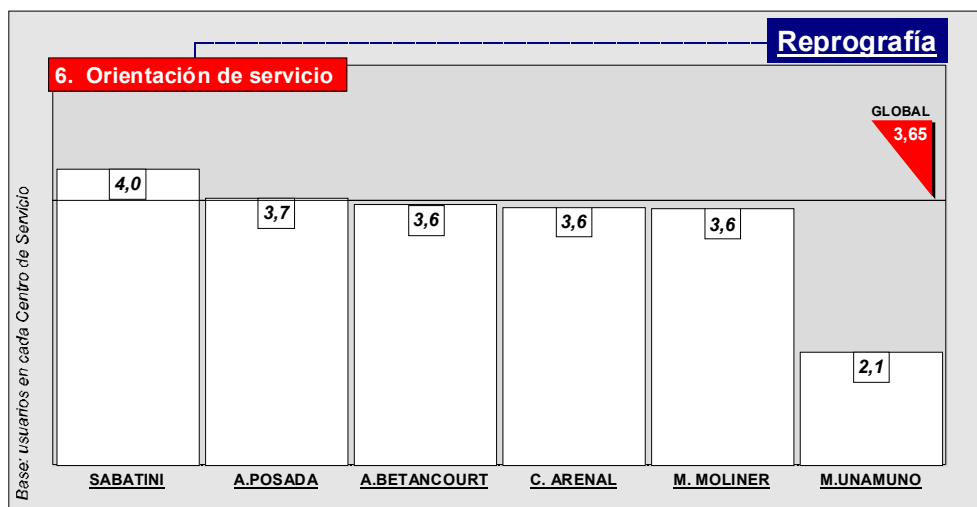 Reprografía
6. Orientación de servicio
GLOBAL
3,65
4,0
3,7
3,6
3,6
3,6
2,1
Base: usuarios en cada Centro de Servicio
SABATINI
A.POSADA
A.BETANCOURT
C. ARENAL
M. MOLINER
M.UNAMUNO